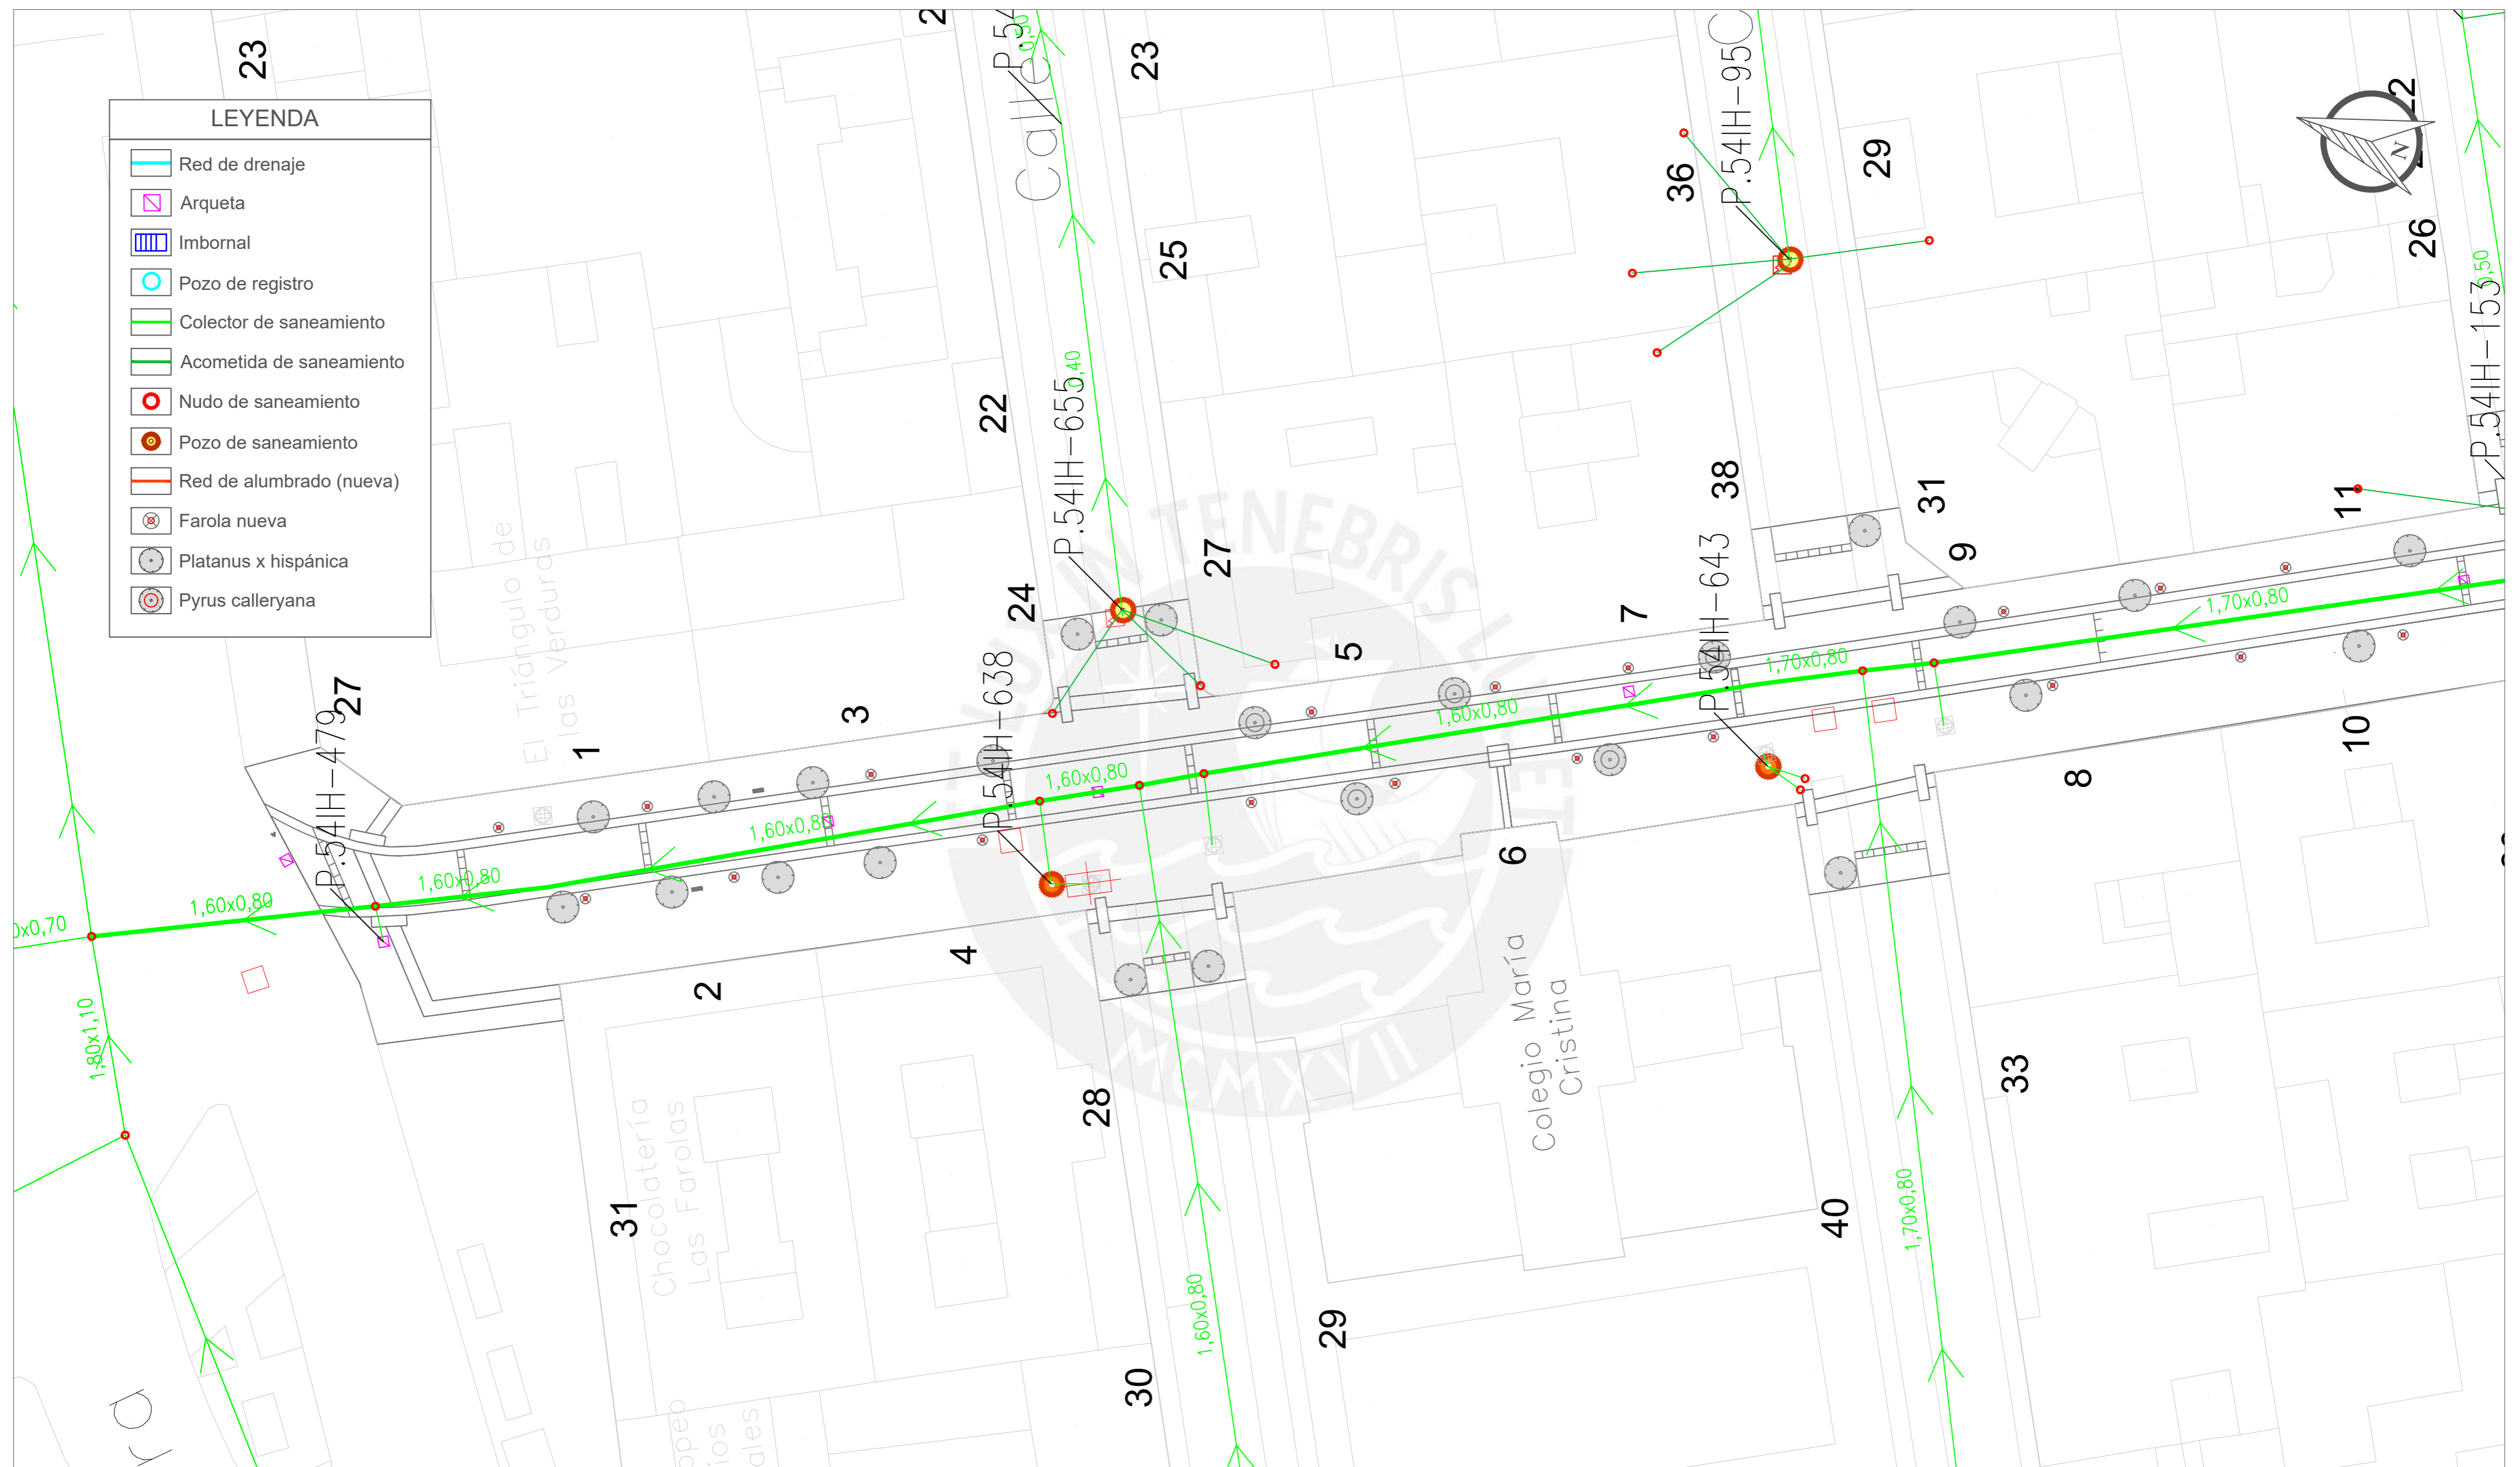 LEYENDA
Red de drenaje
Arqueta
Imbornal
Pozo de registro
Colector de saneamiento
Acometida de saneamiento
Nudo de saneamiento
Pozo de saneamiento
Red de alumbrado (nueva)
Farola nueva
Platanus x hispánica
Pyrus calleryana
23
Calle
0,50
23
P.54IH-95
36
29
22
N
26
25
22
0,40
P.54IH-655
24
27
38
31
P.54IH-643
9
11
0,50
P.54IH-153
El Triángulo de
las Verduras
27
P.54IH-479
1
3
P.54IH-638
5
7
1,70x0,80
1,70x0,80
1,60x0,80
1,60x0,80
1,60x0,80
1,60x0,80
1,60x0,80
1,80x1,10
2
4
6
8
10
Colegio María
Cristina
28
31
Chocolatería
Las Farolas
33
40
1,70x0,80
1,60x0,80
29
30
MCMXVII